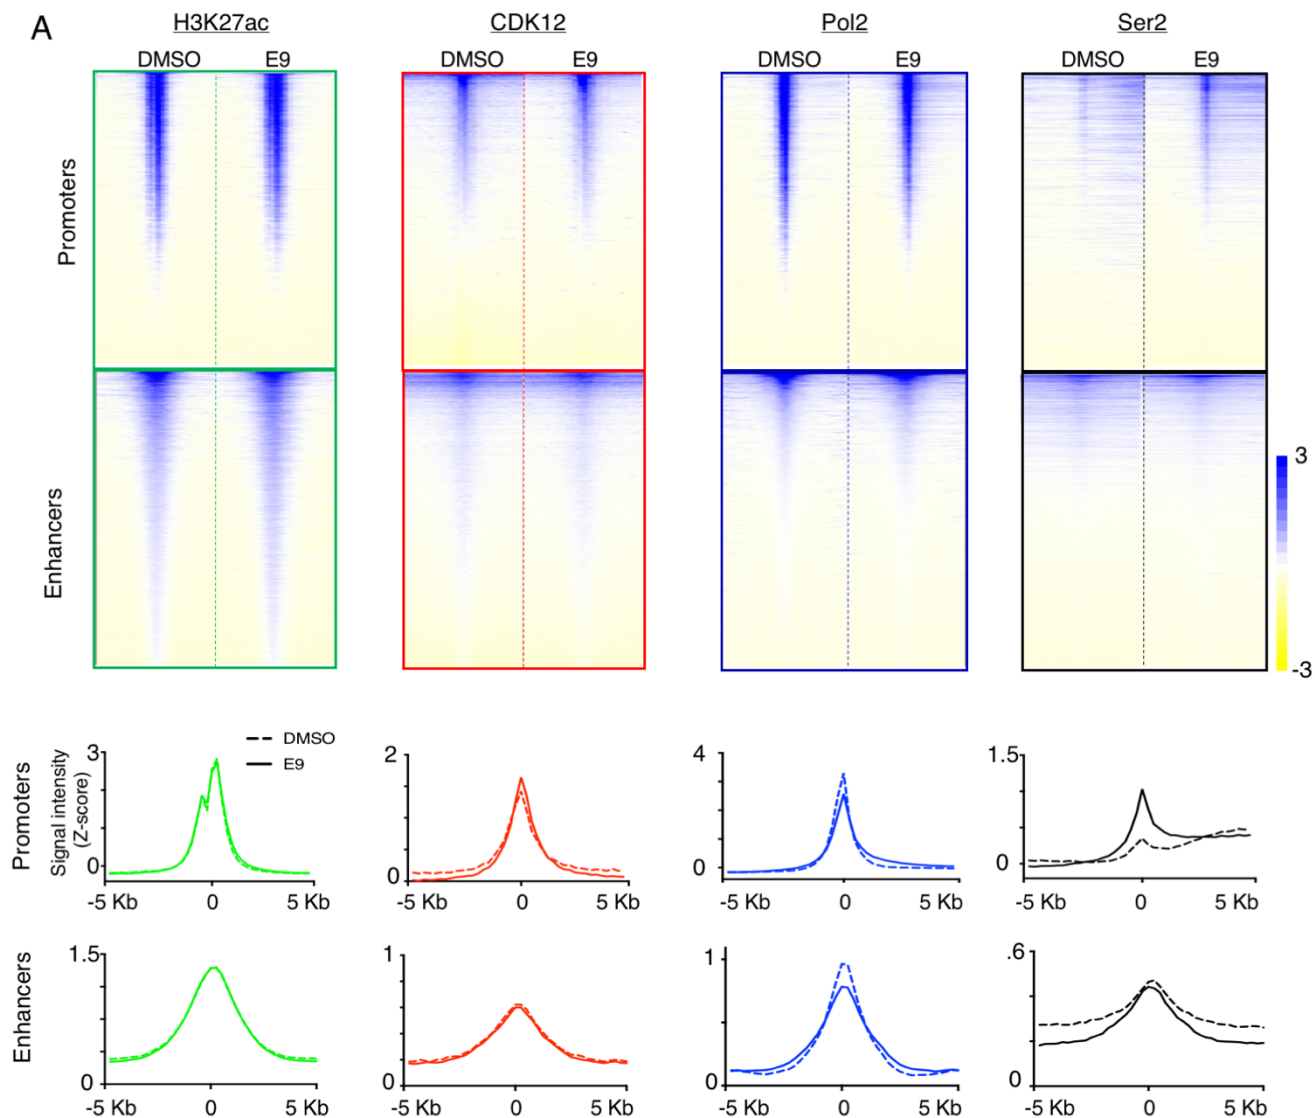 A
H3K27ac CDK12 Pol2 Ser2
DMSO E9 DMSO E9 DMSO E9 DMSO E9
Promoters
Enhancers
3
-3
Promoters
Signal intensity
(Z-score)
DMSO
E9
3
0
-5 Kb 0 5 Kb
2
0
-5 Kb 0 5 Kb
4
0
-5 Kb 0 5 Kb
1.5
0
-5 Kb 0 5 Kb
Enhancers
1.5
0
-5 Kb 0 5 Kb
1
0
-5 Kb 0 5 Kb
1
0
-5 Kb 0 5 Kb
.6
0
-5 Kb 0 5 Kb